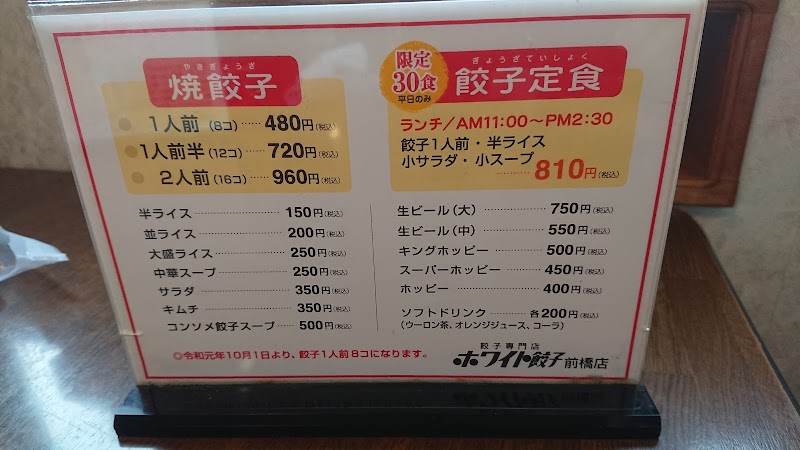 やきぎょうざ
焼餃子
1人前(8コ)……480円(税込)
1人前半(12コ)……720円(税込)
2人前(16コ)……960円(税込)
半ライス……150円(税込)
並ライス……200円(税込)
大盛ライス……250円(税込)
中華スープ……250円(税込)
サラダ……350円(税込)
キムチ……350円(税込)
コンソメ餃子スープ……500円(税込)
◎令和元年10月1日より、餃子1人前8コになります。
限定
30食
平日のみ
ぎょうざていしょく
餃子定食
ランチ/AM11:00〜PM2:30
餃子1人前・半ライス
小サラダ・小スープ
……810円(税込)
生ビール(大)……750円(税込)
生ビール(中)……550円(税込)
キングホッピー……500円(税込)
スーパーホッピー……450円(税込)
ホッピー……400円(税込)
ソフトドリンク……各200円(税込)
(ウーロン茶、オレンジジュース、コーラ)
餃子専門店
ホワイト餃子前橋店